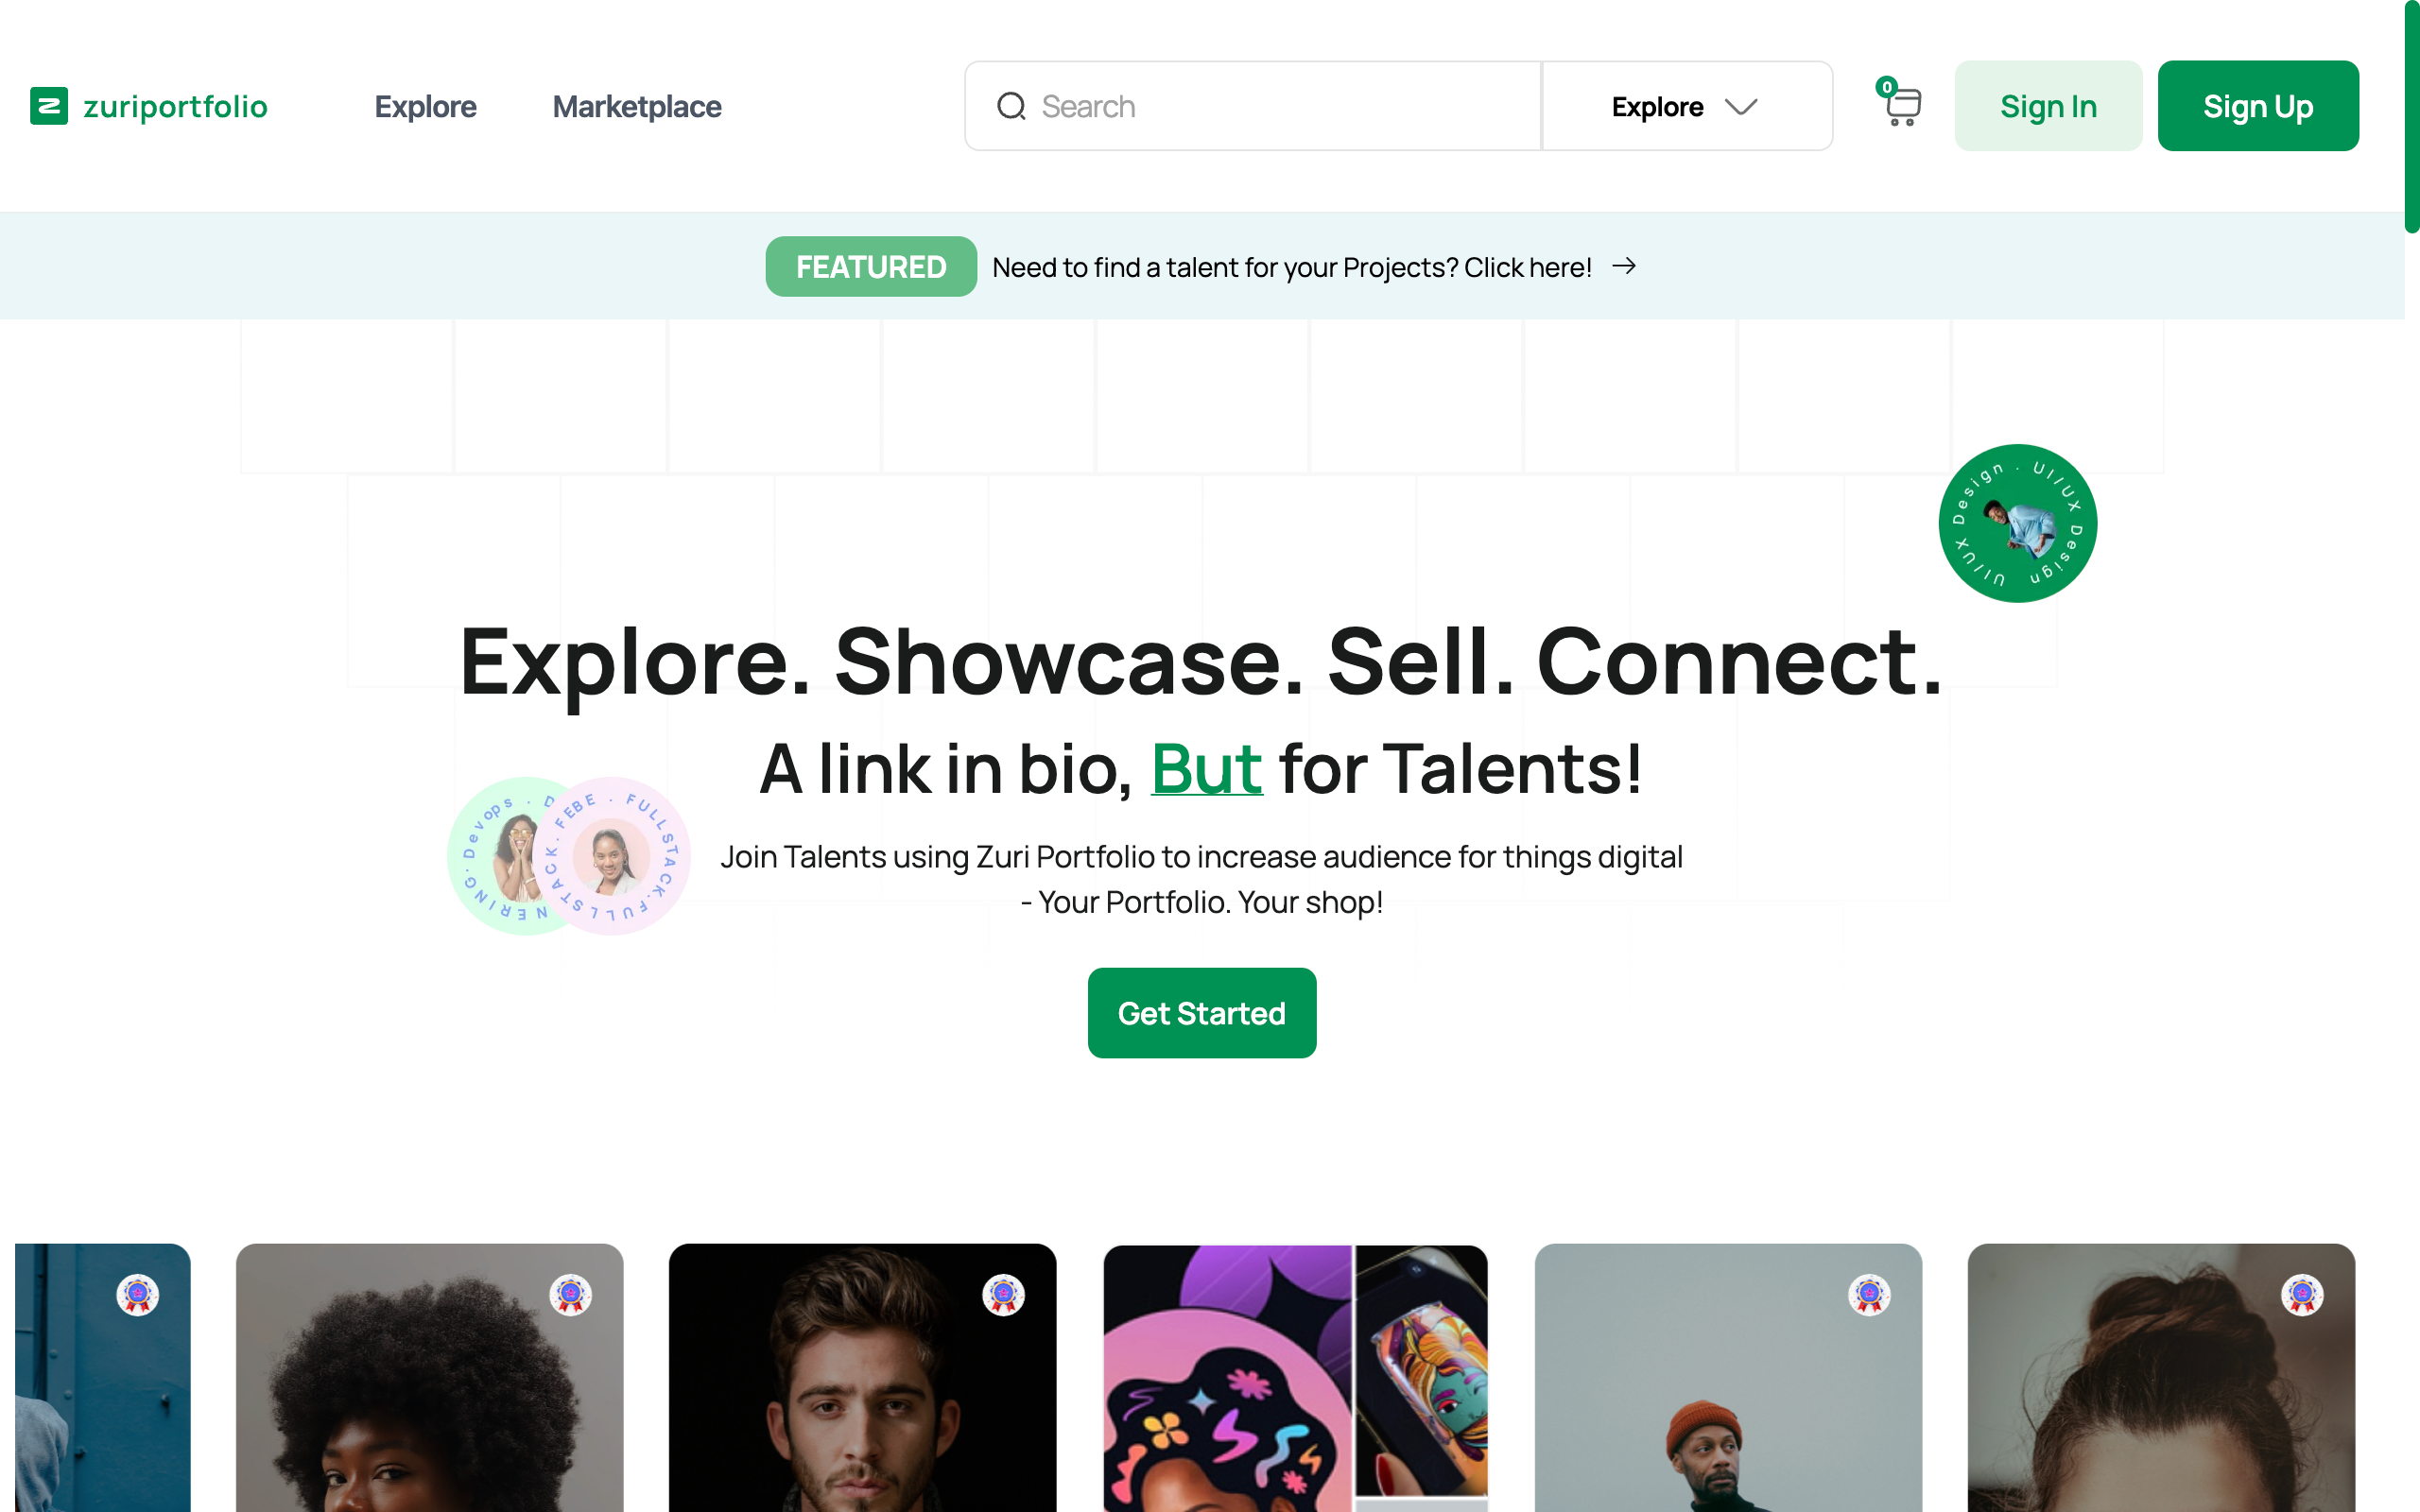 zuriportfolio
Explore
Marketplace
Search
Explore
0
Sign In
Sign Up
FEATURED
Need to find a talent for your Projects? Click here!
UI/UX Design . UI/UX Design
Explore. Showcase. Sell. Connect.
A link in bio, But for Talents!
Join Talents using Zuri Portfolio to increase audience for things digital
- Your Portfolio. Your shop!
NERING. Devops . D
FEBE . FULLSTACK.FULLSTACK.
Get Started